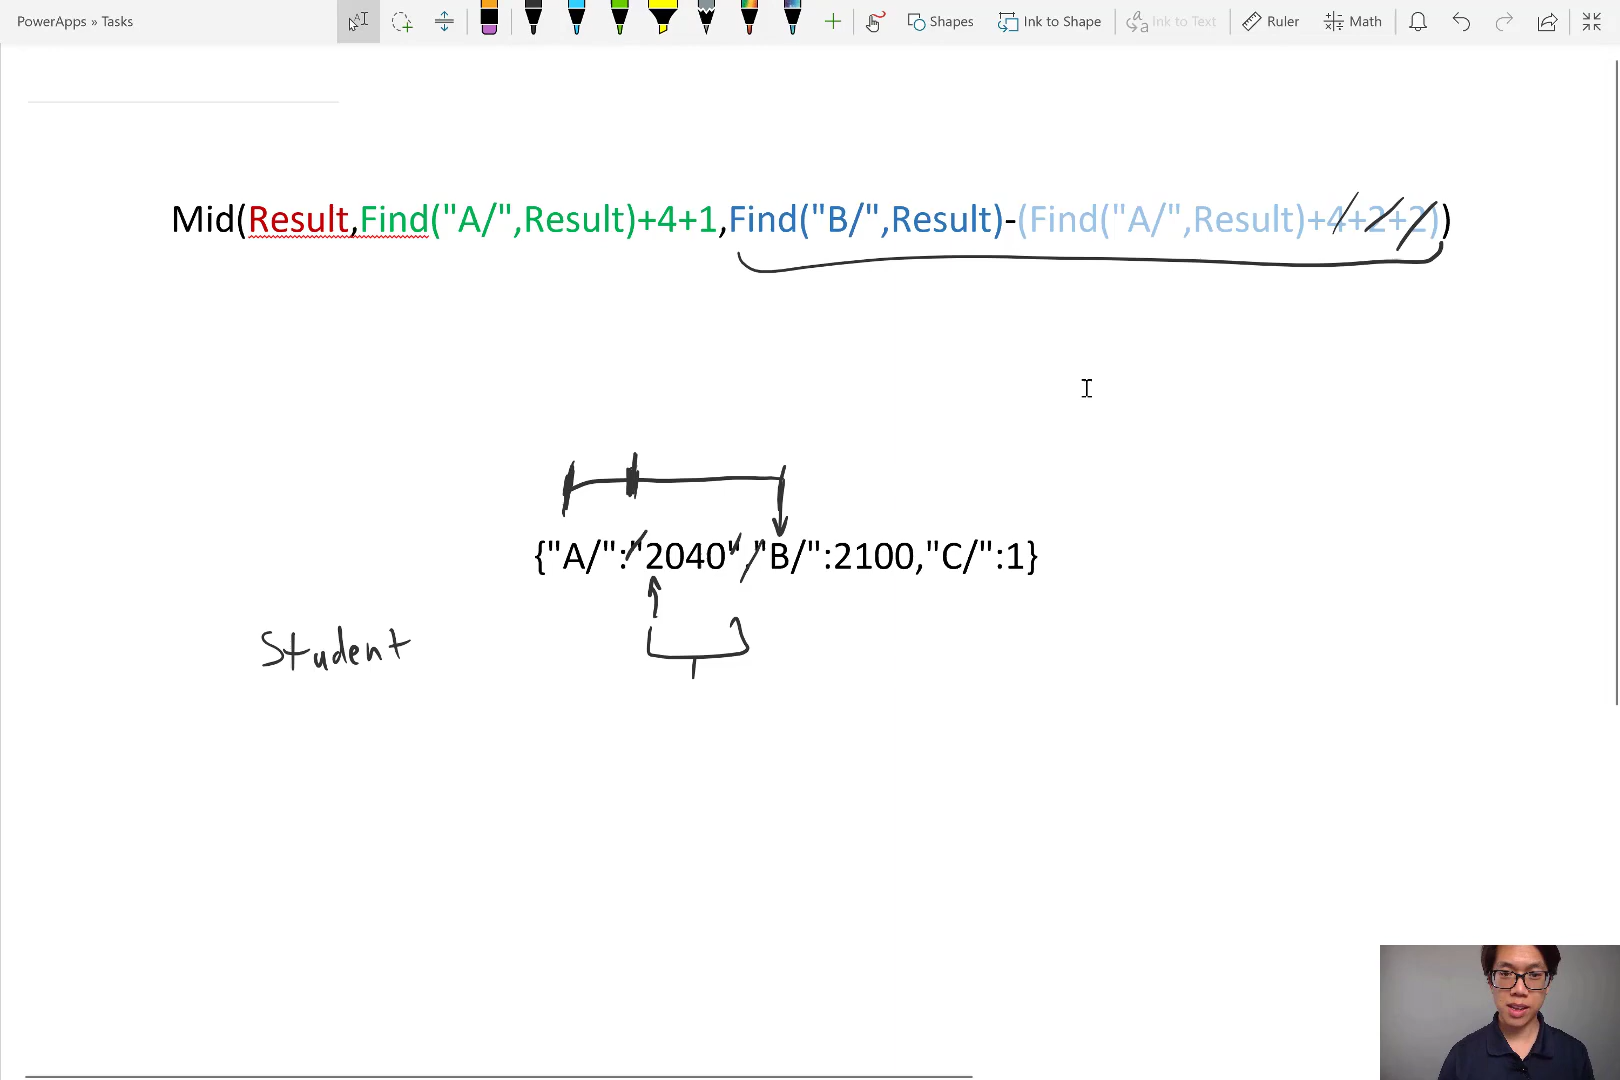 PowerApps » Tasks
Shapes Ink to Shape Ink to Text Ruler Math
Mid(Result,Find("A/",Result)+4+1,Find("B/",Result)-(Find("A/",Result)+4+2+2))
{"A/":"2040","B/":2100,"C/":1}
Student